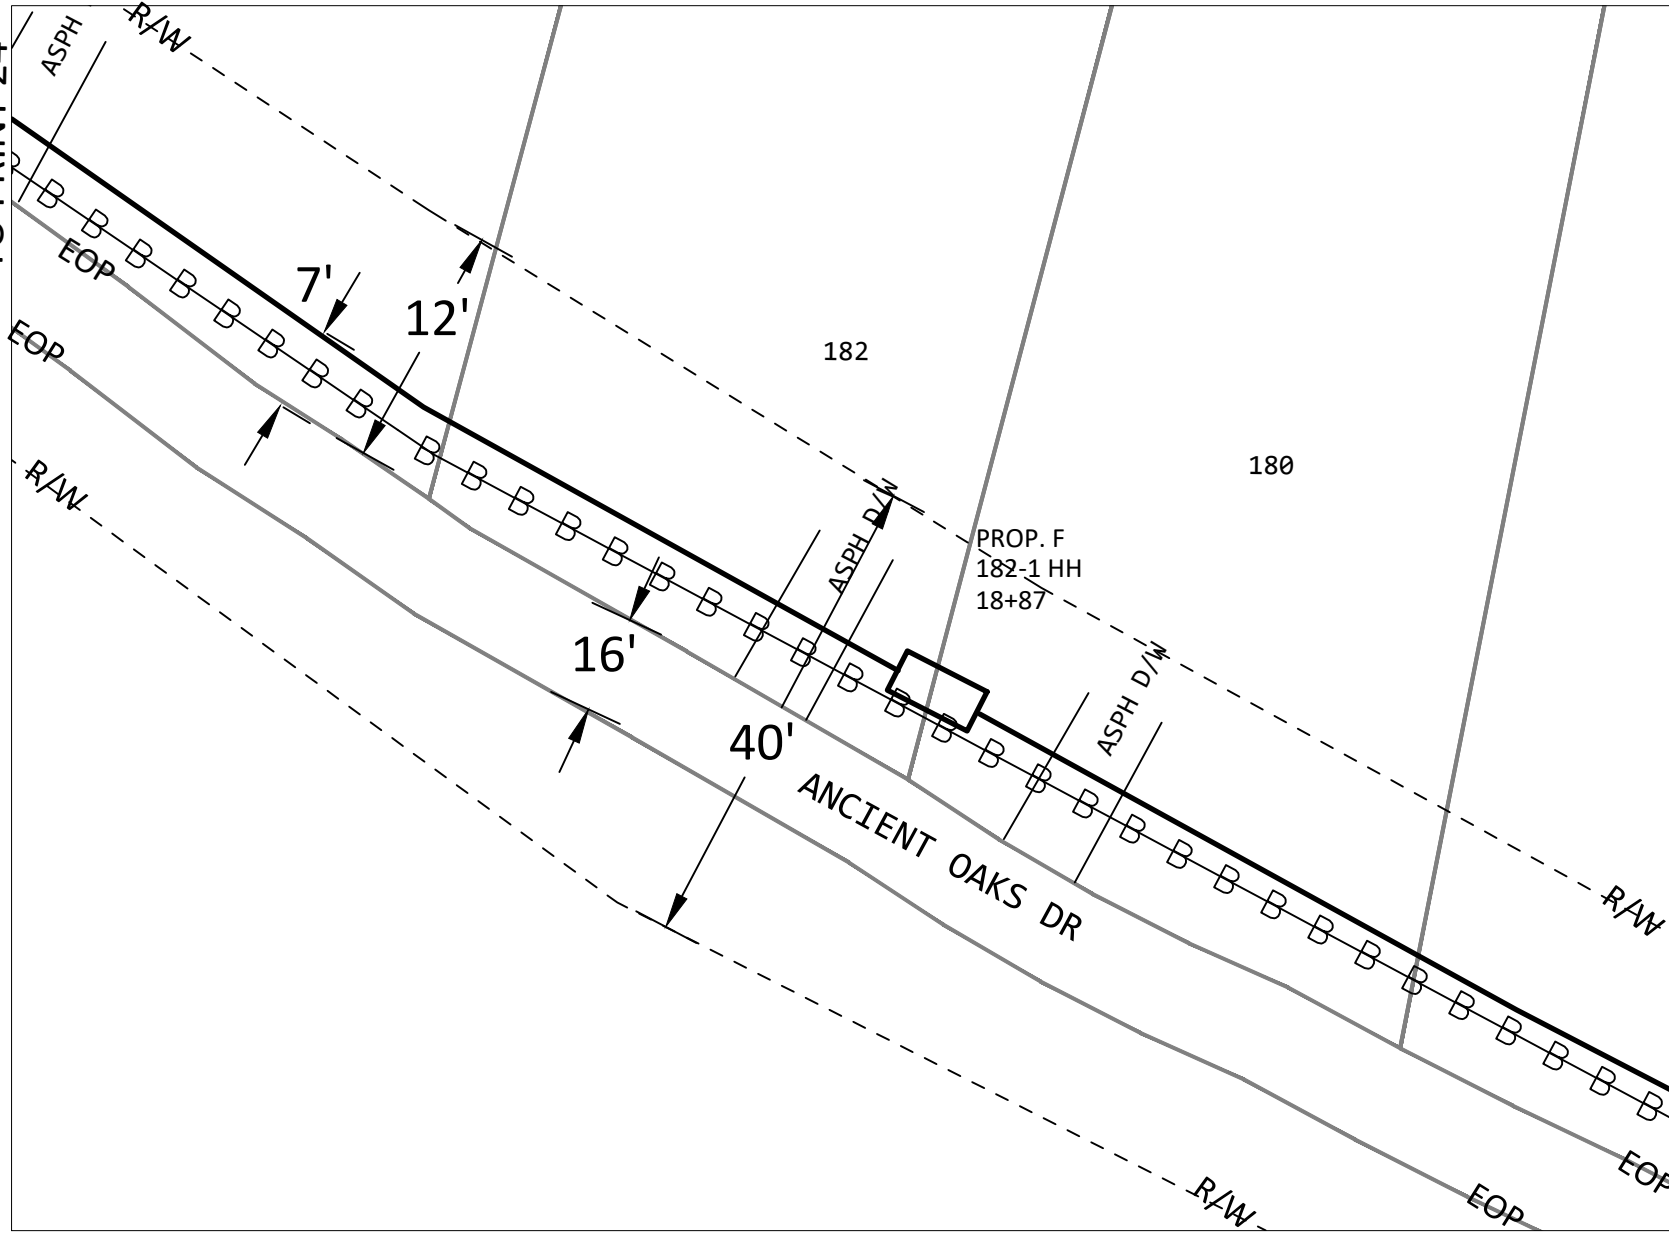 ASPH
R/W
EOP
EOP
7'
12'
R/W
182
180
ASPH D/W
PROP. F
182-1 HH
18+87
16'
ASPH D/W
40'
ANCIENT OAKS DR
R/W
R/W
EOP
EOP
B B B B B B B B B B B B B B B B B B B B B B B B B B B B B B B B B B B